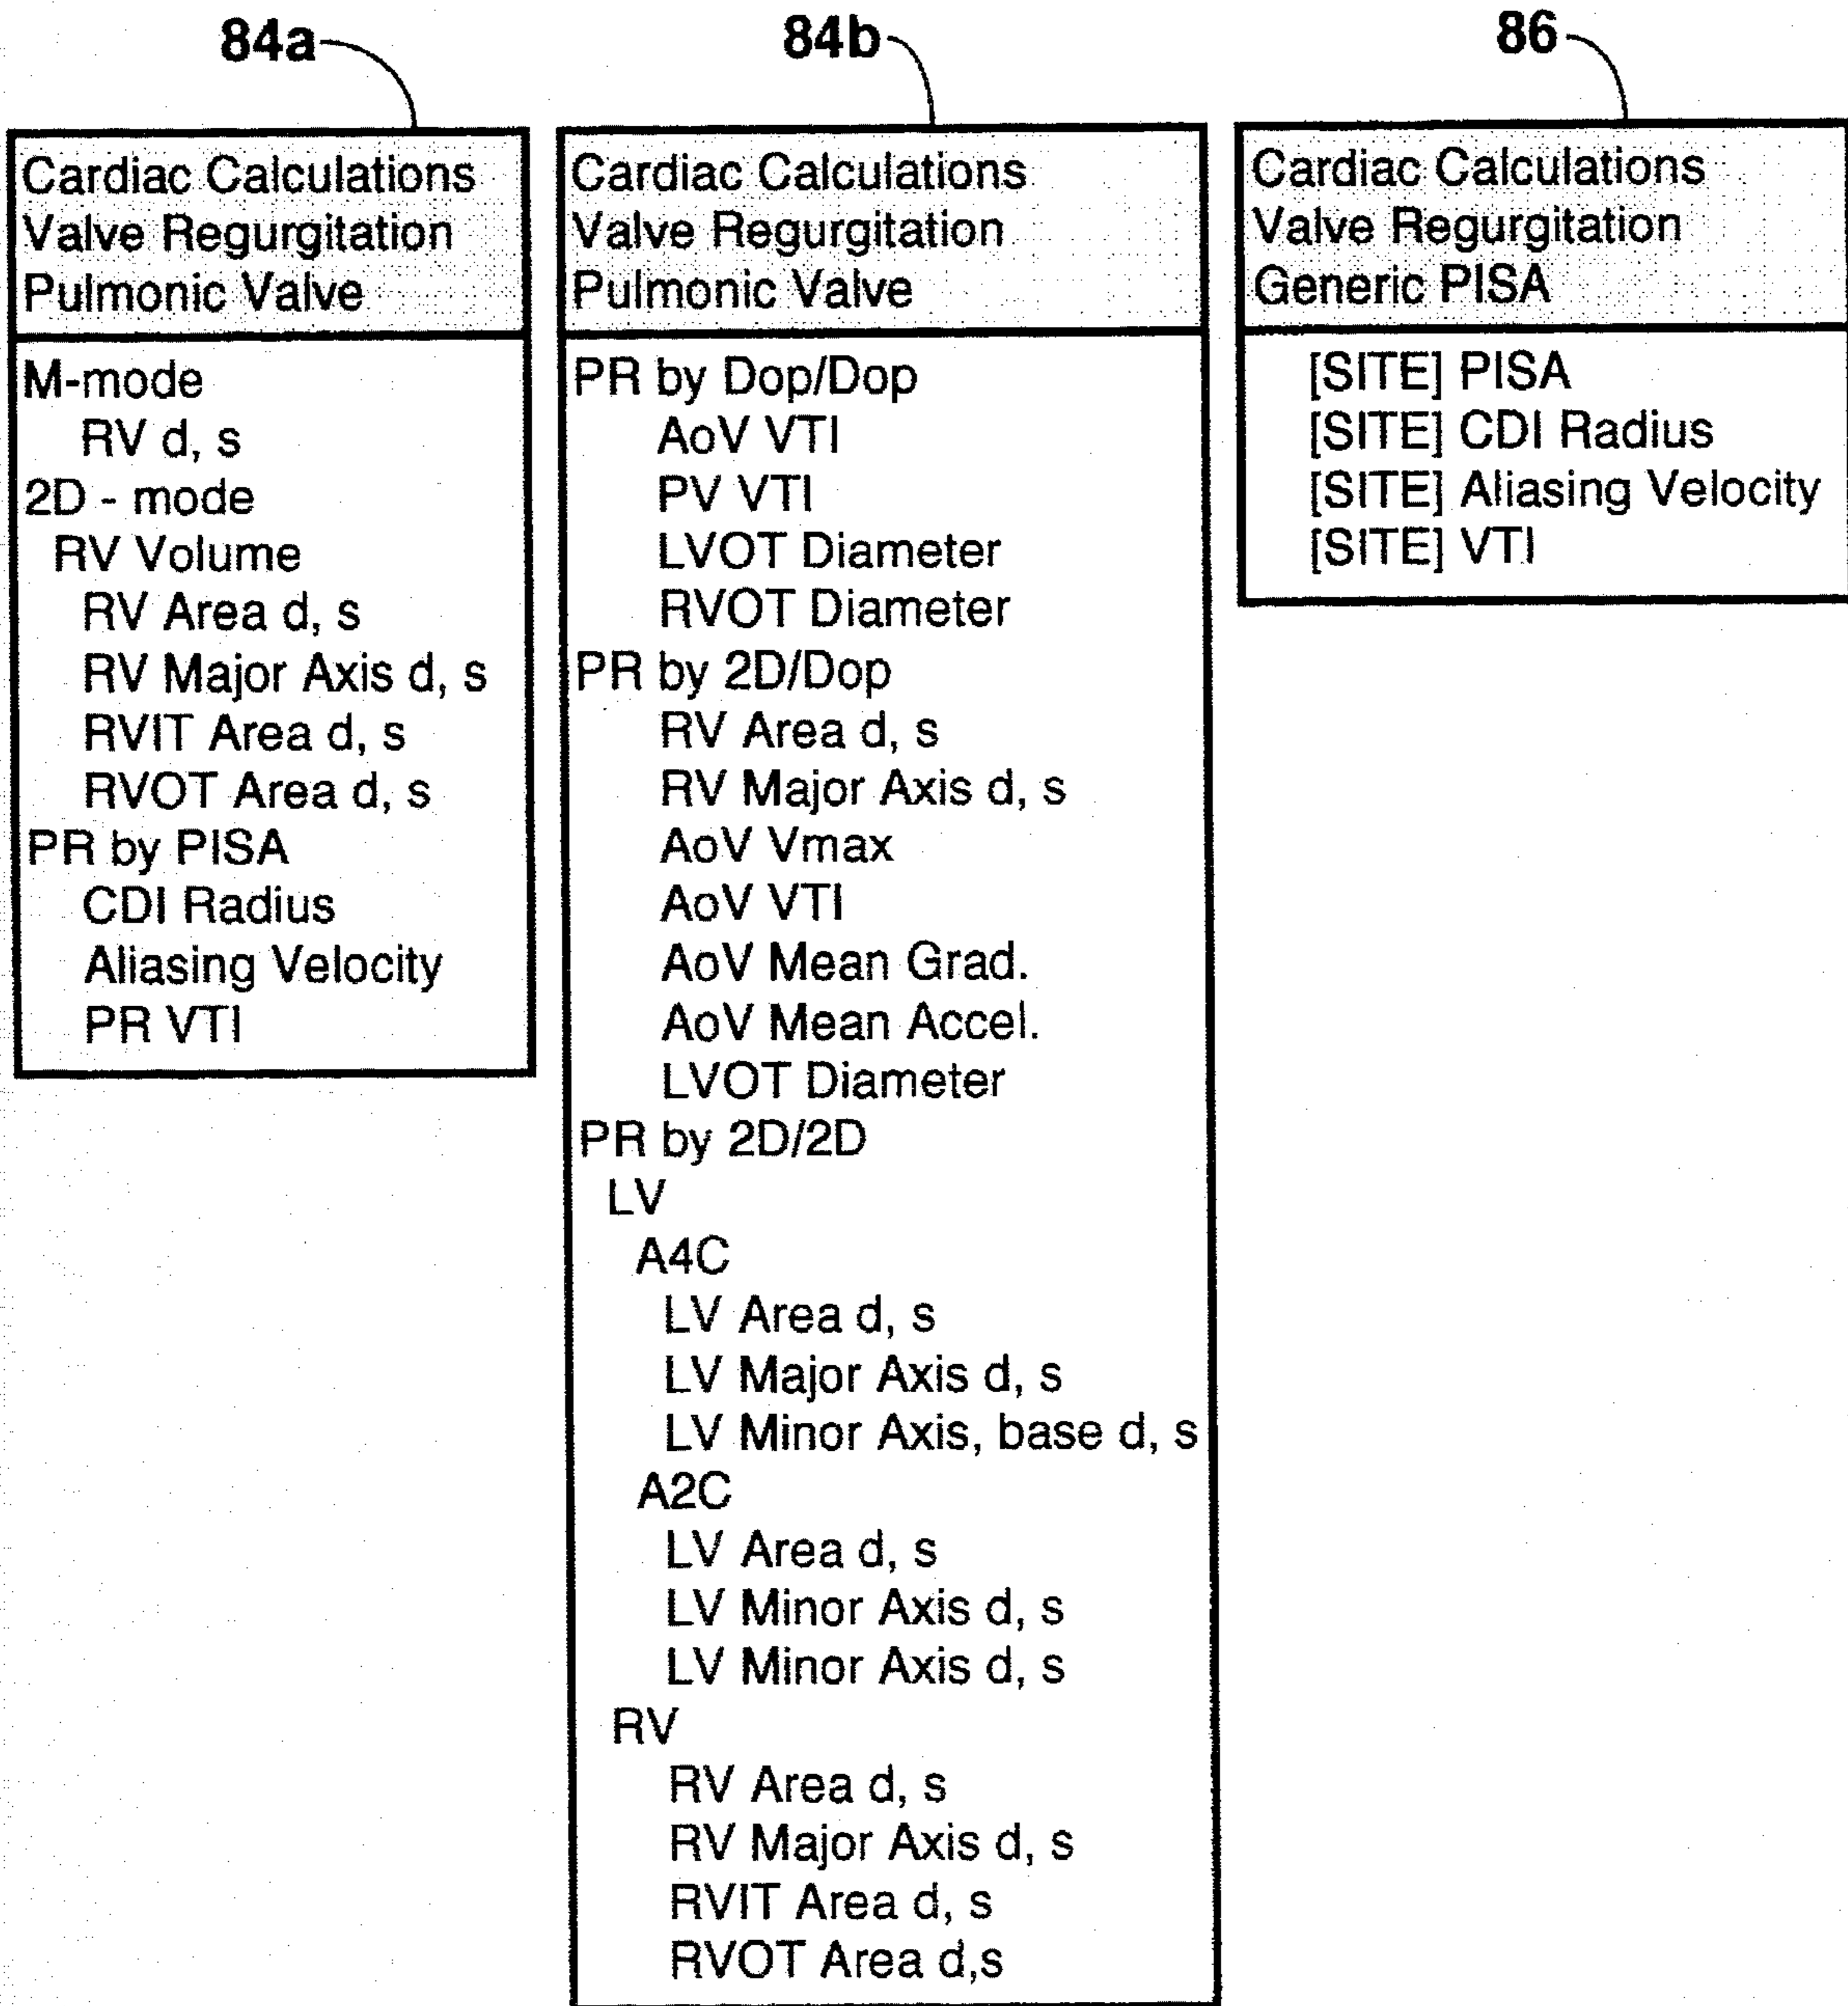 84a
Cardiac Calculations
Valve Regurgitation
Pulmonic Valve
M-mode
RV d, s
2D - mode
RV Volume
RV Area d, s
RV Major Axis d, s
RVIT Area d, s
RVOT Area d, s
PR by PISA
CDI Radius
Aliasing Velocity
PR VTI
84b
Cardiac Calculations
Valve Regurgitation
Pulmonic Valve
PR by Dop/Dop
AoV VTI
PV VTI
LVOT Diameter
RVOT Diameter
PR by 2D/Dop
RV Area d, s
RV Major Axis d, s
AoV Vmax
AoV VTI
AoV Mean Grad.
AoV Mean Accel.
LVOT Diameter
PR by 2D/2D
LV
A4C
LV Area d, s
LV Major Axis d, s
LV Minor Axis, base d, s
A2C
LV Area d, s
LV Minor Axis d, s
LV Minor Axis d, s
RV
RV Area d, s
RV Major Axis d, s
RVIT Area d, s
RVOT Area d,s
86
Cardiac Calculations
Valve Regurgitation
Generic PISA
[SITE] PISA
[SITE] CDI Radius
[SITE] Aliasing Velocity
[SITE] VTI